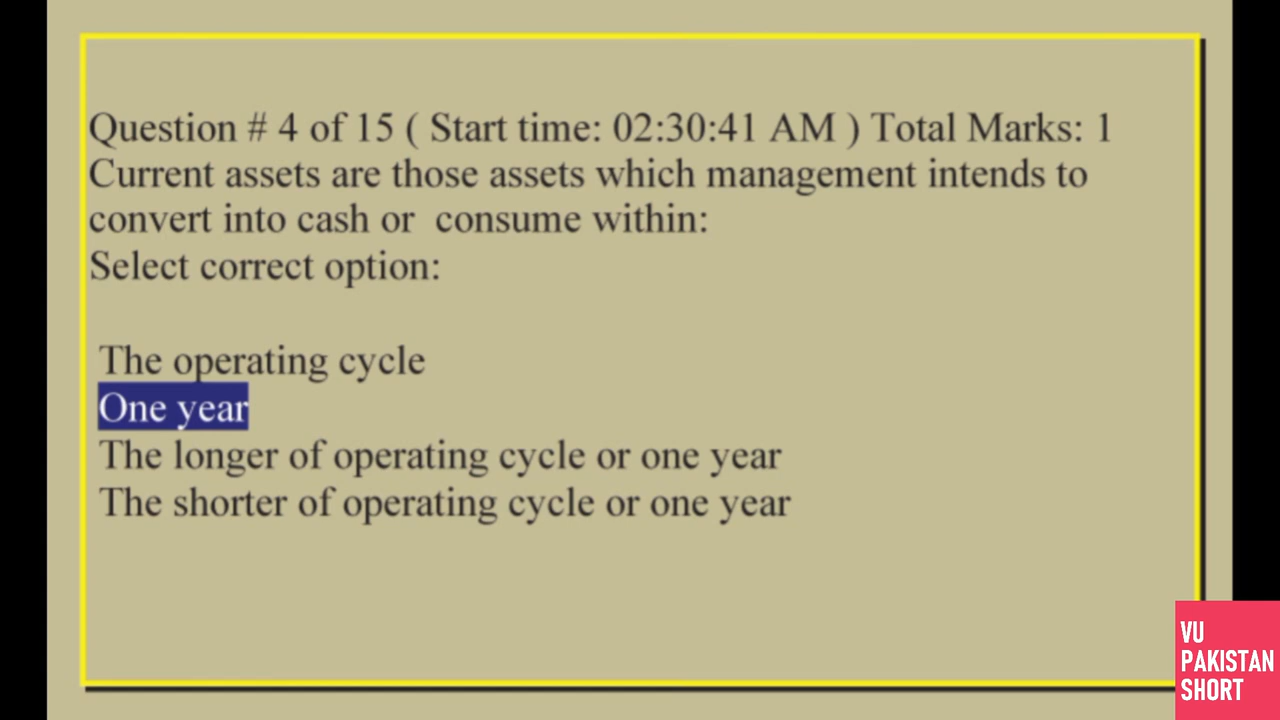 Question # 4 of 15 ( Start time: 02:30:41 AM ) Total Marks: 1
Current assets are those assets which management intends to
convert into cash or  consume within:
Select correct option:
The operating cycle
One year
The longer of operating cycle or one year
The shorter of operating cycle or one year
VU
PAKISTAN
SHORT